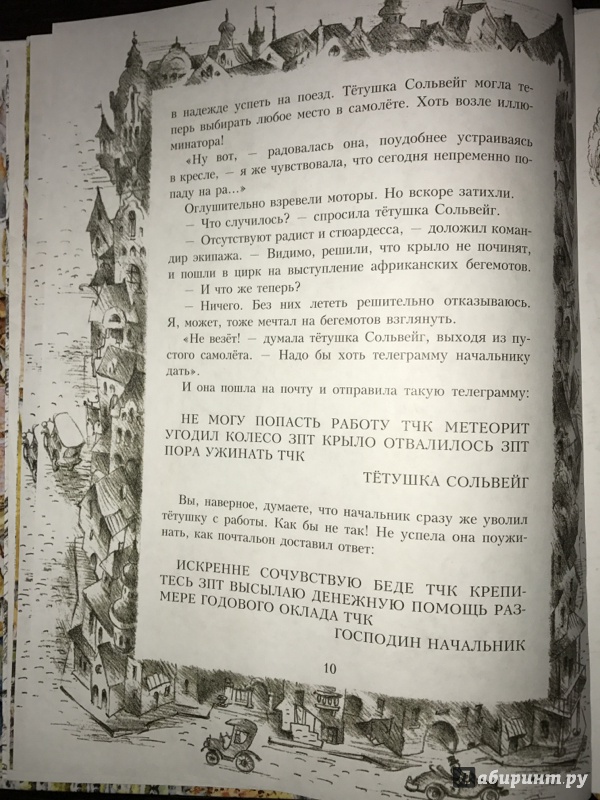 в надежде успеть на поезд. Тётушка Сольвейг могла те-
перь выбирать любое место в самолёте. Хоть возле иллю-
минатора!
«Ну вот, — радовалась она, поудобнее устраиваясь
в кресле, — я же чувствовала, что сегодня непременно по-
паду на ра...»
Оглушительно взревели моторы. Но вскоре затихли.
— Что случилось? — спросила тётушка Сольвейг.
— Отсутствуют радист и стюардесса, — доложил коман-
дир экипажа. — Видимо, решили, что крыло не починят,
и пошли в цирк на выступление африканских бегемотов.
— И что же теперь?
— Ничего. Без них лететь решительно отказываюсь.
Я, может, тоже мечтал на бегемотов взглянуть.
«Не везёт! — думала тётушка Сольвейг, выходя из пу-
стого самолёта. — Надо бы хоть телеграмму начальнику
дать».
И она пошла на почту и отправила такую телеграмму:
НЕ МОГУ ПОПАСТЬ РАБОТУ ТЧК МЕТЕОРИТ
УГОДИЛ КОЛЕСО ЗПТ КРЫЛО ОТВАЛИЛОСЬ ЗПТ
ПОРА УЖИНАТЬ ТЧК
ТЁТУШКА СОЛЬВЕЙГ
Вы, наверное, думаете, что начальник сразу же уволил
тётушку с работы. Как бы не так! Не успела она поужи-
нать, как почтальон доставил ответ:
ИСКРЕННЕ СОЧУВСТВУЮ БЕДЕ ТЧК КРЕПИ-
ТЕСЬ ЗПТ ВЫСЫЛАЮ ДЕНЕЖНУЮ ПОМОЩЬ РАЗ-
МЕРЕ ГОДОВОГО ОКЛАДА ТЧК
ГОСПОДИН НАЧАЛЬНИК
10
Лабиринт.ру